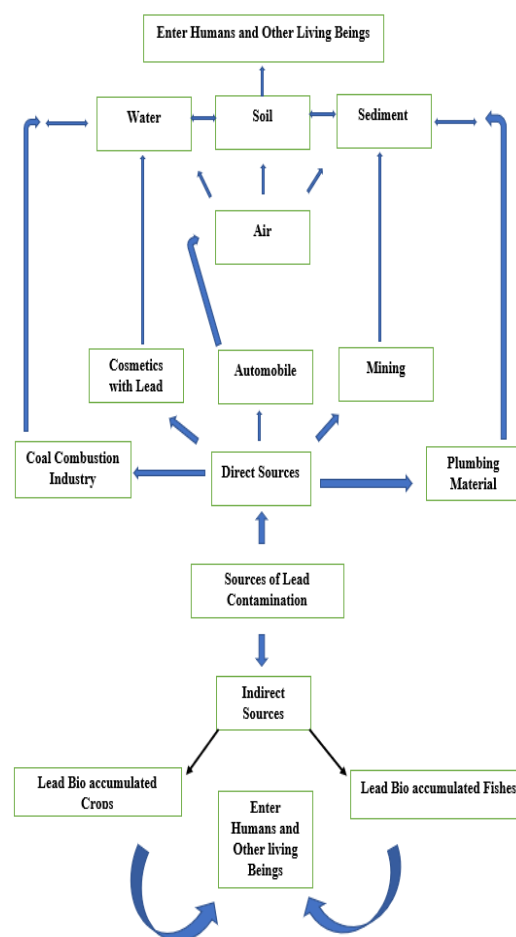 Enter Humans and Other Living Beings
Water
Soil
Sediment
Air
Cosmetics
with Lead
Automobile
Mining
Coal Combustion
Industry
Direct Sources
Plumbing
Material
Sources of Lead
Contamination
Indirect
Sources
Lead Bio accumulated
Crops
Lead Bio accumulated Fishes
Enter
Humans and
Other living
Beings